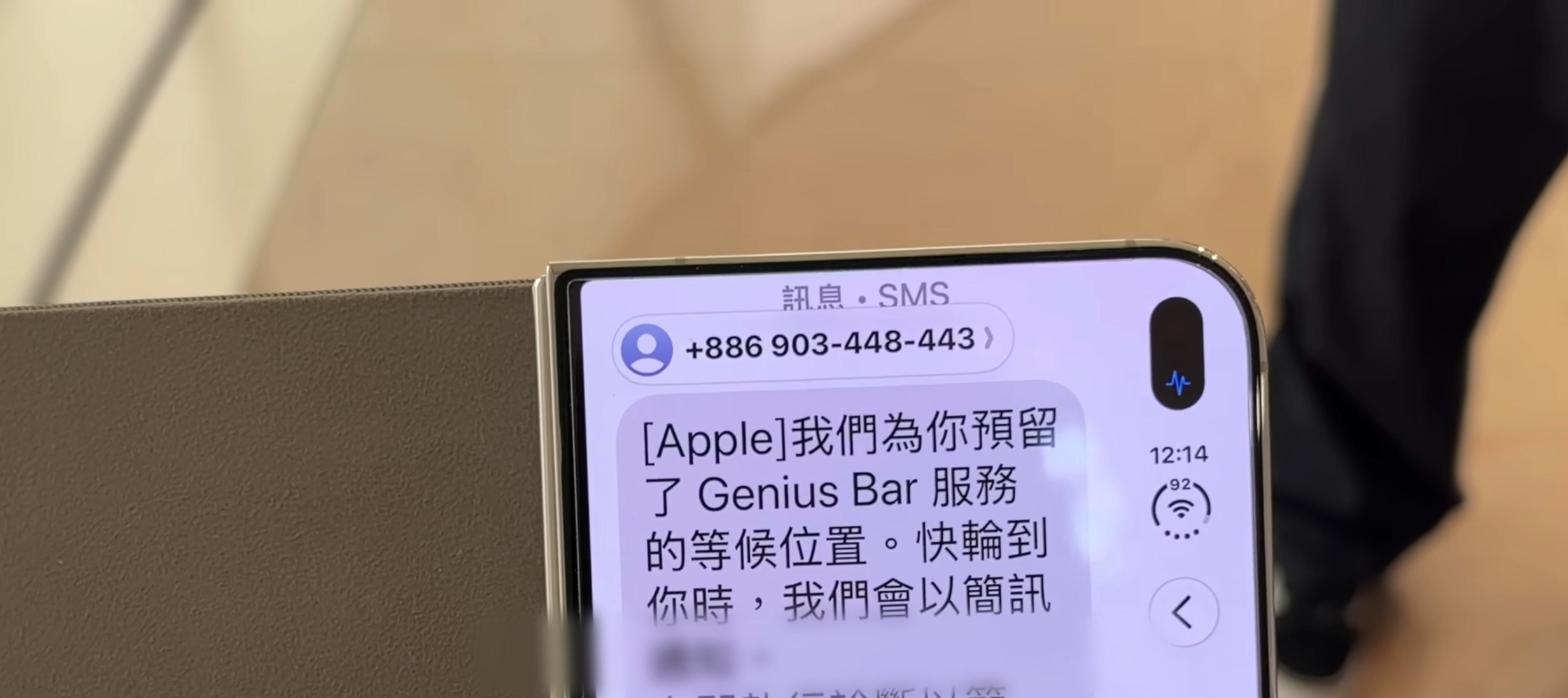 訊息・SMS
+886 903-448-443 〉
[Apple]我們為你預留
了 Genius Bar 服務
的等候位置。快輪到
你時，我們會以簡訊
12:14
92